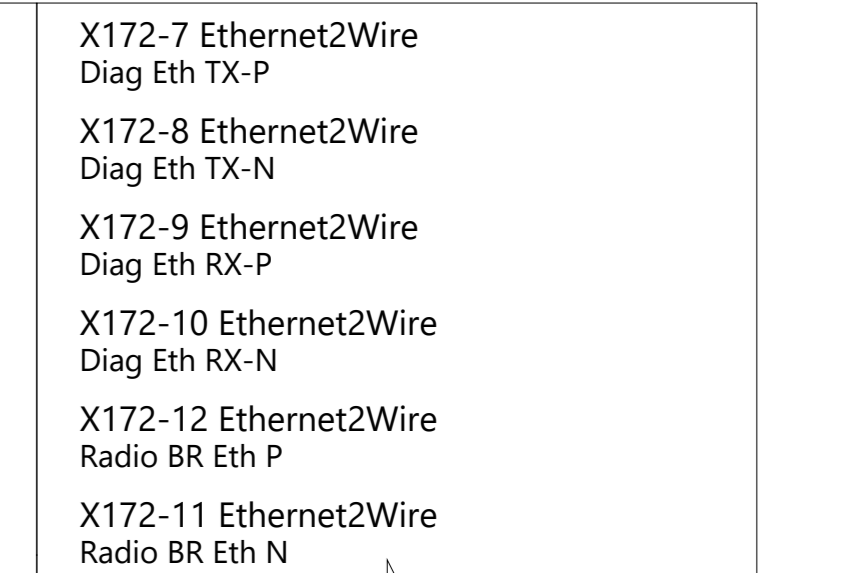 X172-7 Ethernet2Wire
Diag Eth TX-P
X172-8 Ethernet2Wire
Diag Eth TX-N
X172-9 Ethernet2Wire
Diag Eth RX-P
X172-10 Ethernet2Wire
Diag Eth RX-N
X172-12 Ethernet2Wire
Radio BR Eth P
X172-11 Ethernet2Wire
Radio BR Eth N